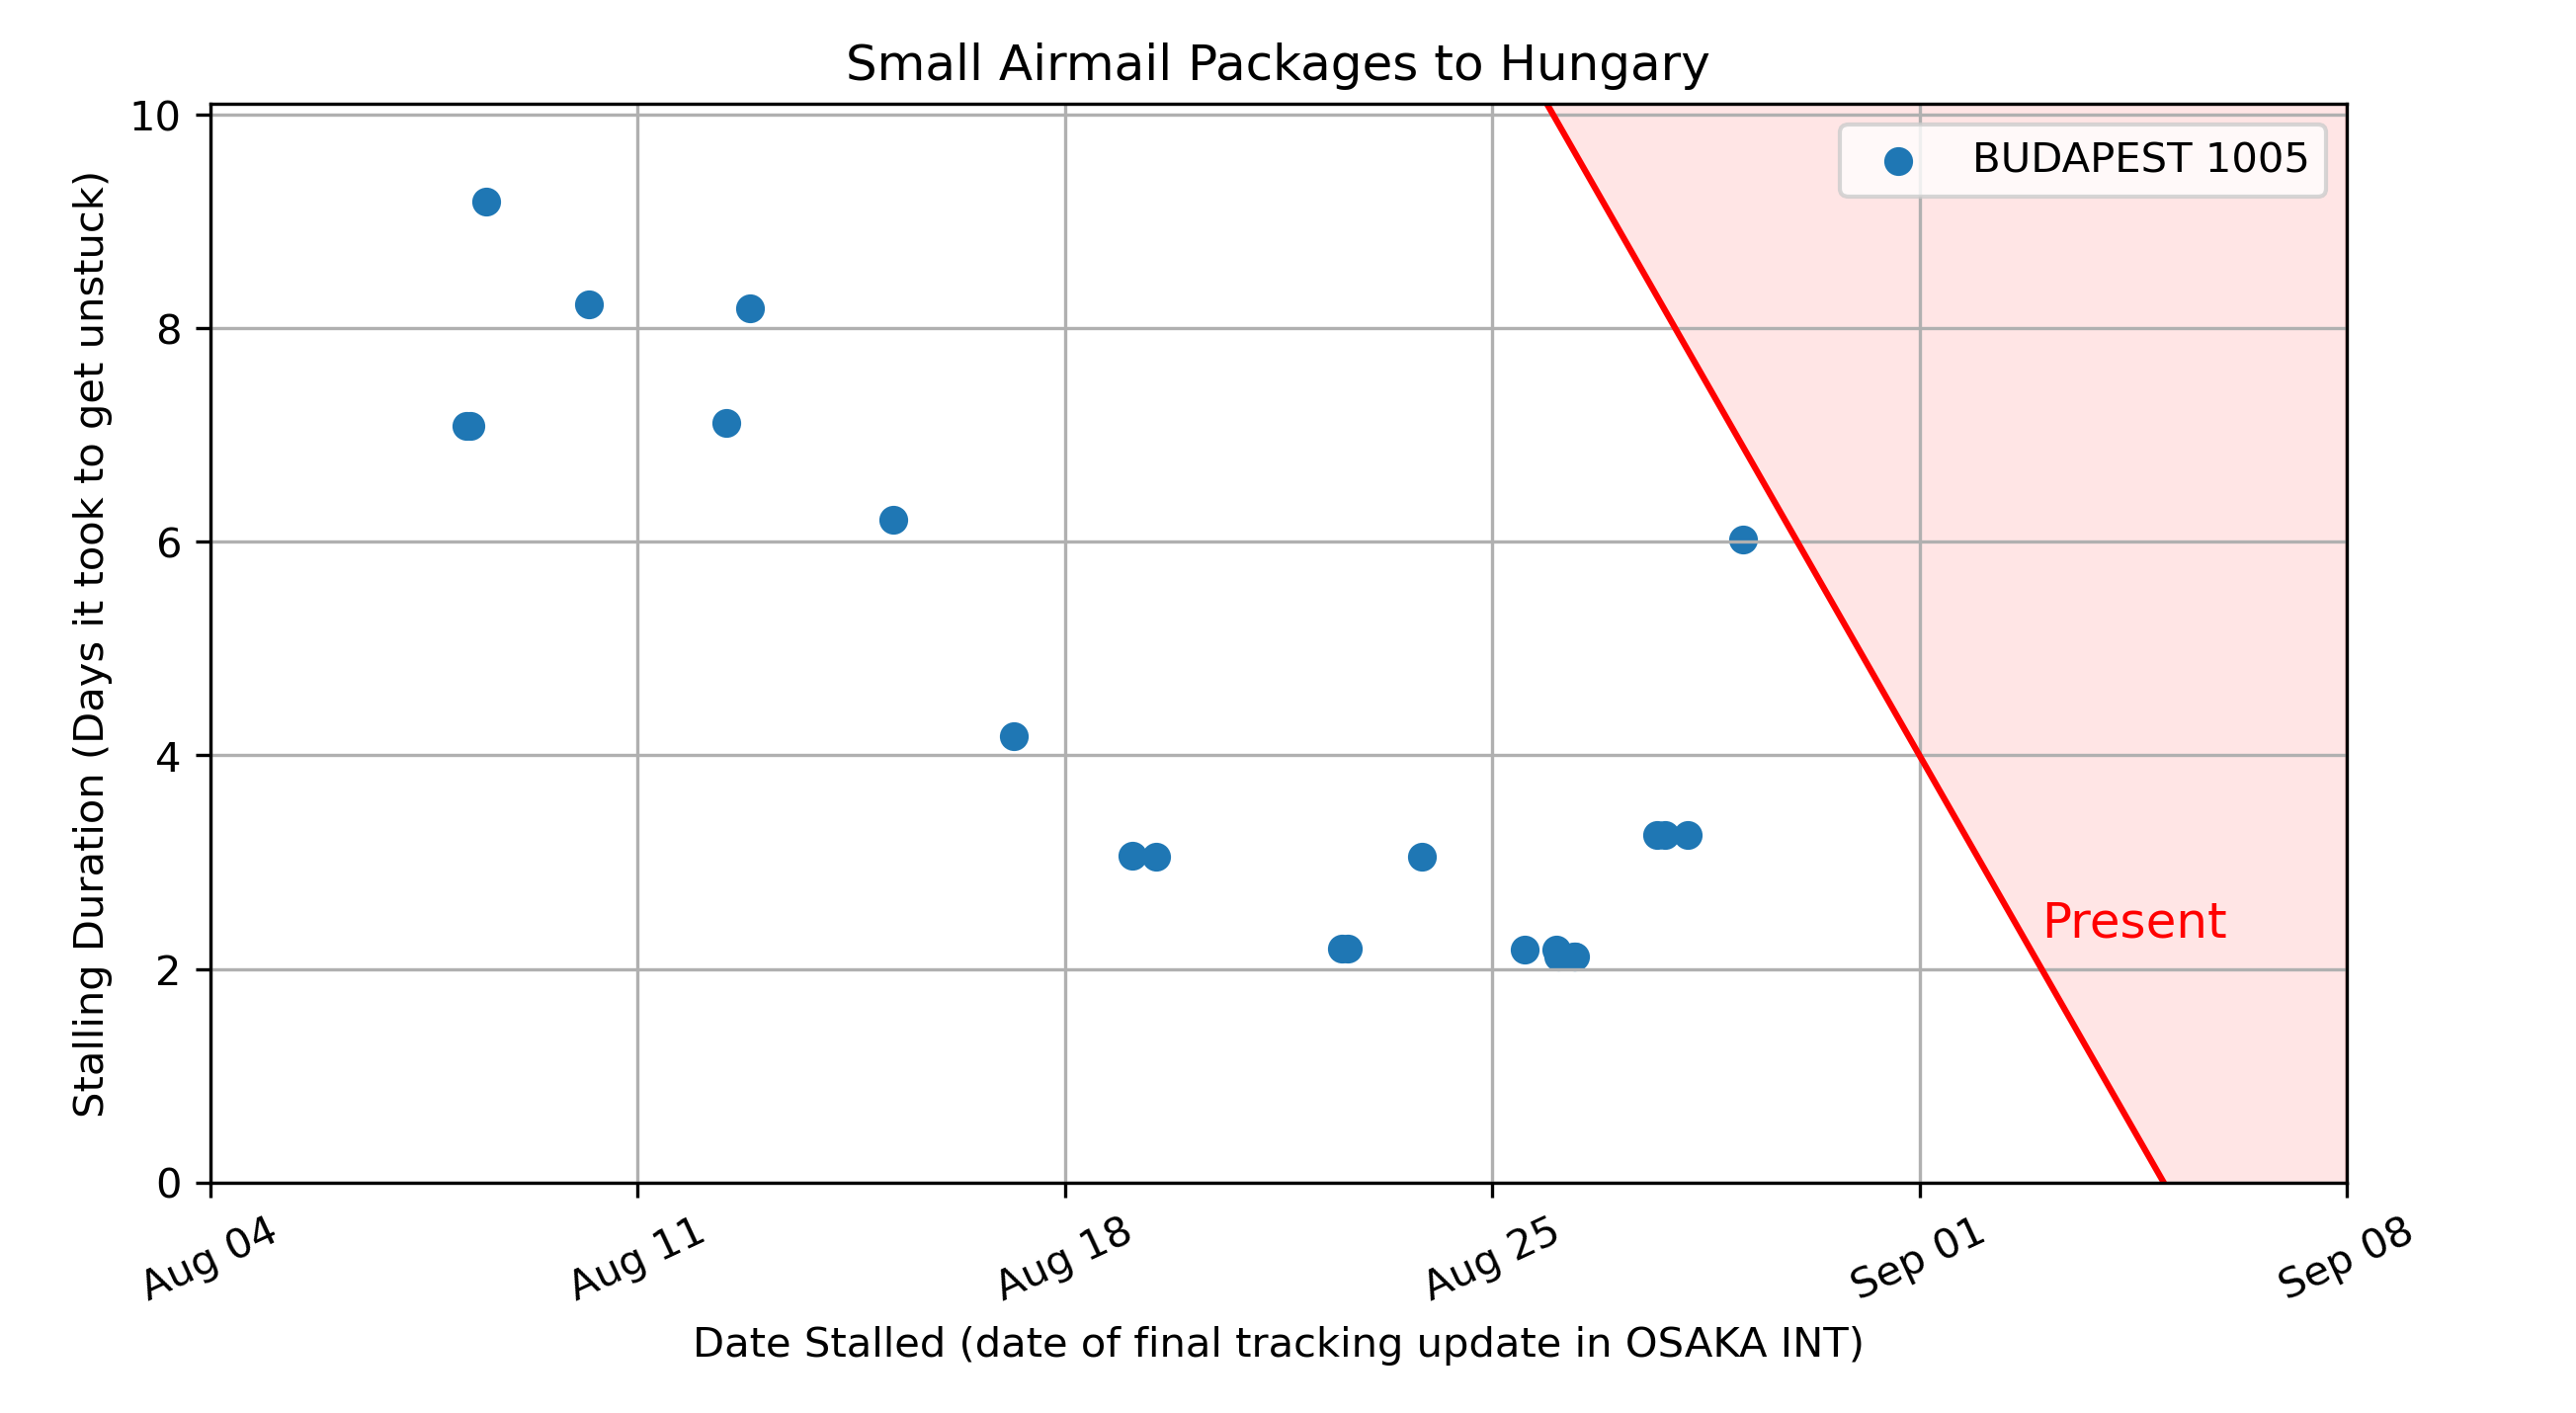 Small Airmail Packages to Hungary
BUDAPEST 1005
Present
Stalling Duration (Days it took to get unstuck)
10
8
6
4
2
0
Aug 04
Aug 11
Aug 18
Aug 25
Sep 01
Sep 08
Date Stalled (date of final tracking update in OSAKA INT)